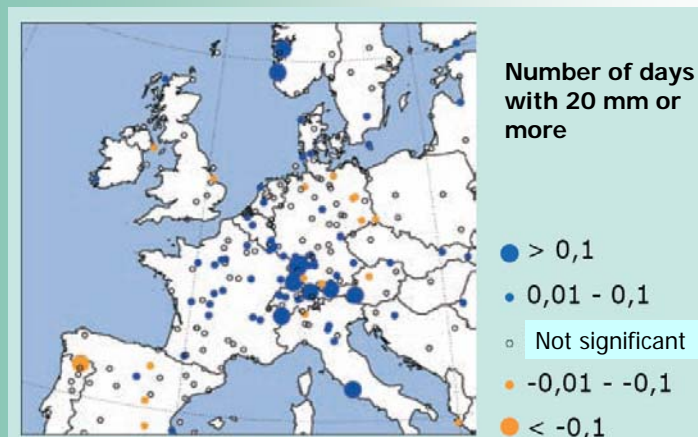 Number of days
with 20 mm or
more
> 0,1
0,01 - 0,1
Not significant
-0,01 - -0,1
< -0,1